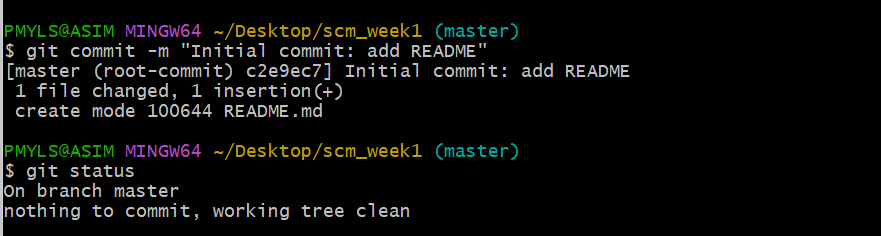 PMYLS@ASIM MINGW64 ~/Desktop/scm_week1 (master)
$ git commit -m "Initial commit: add README"
[master (root-commit) c2e9ec7] Initial commit: add README
 1 file changed, 1 insertion(+)
 create mode 100644 README.md

PMYLS@ASIM MINGW64 ~/Desktop/scm_week1 (master)
$ git status
On branch master
nothing to commit, working tree clean